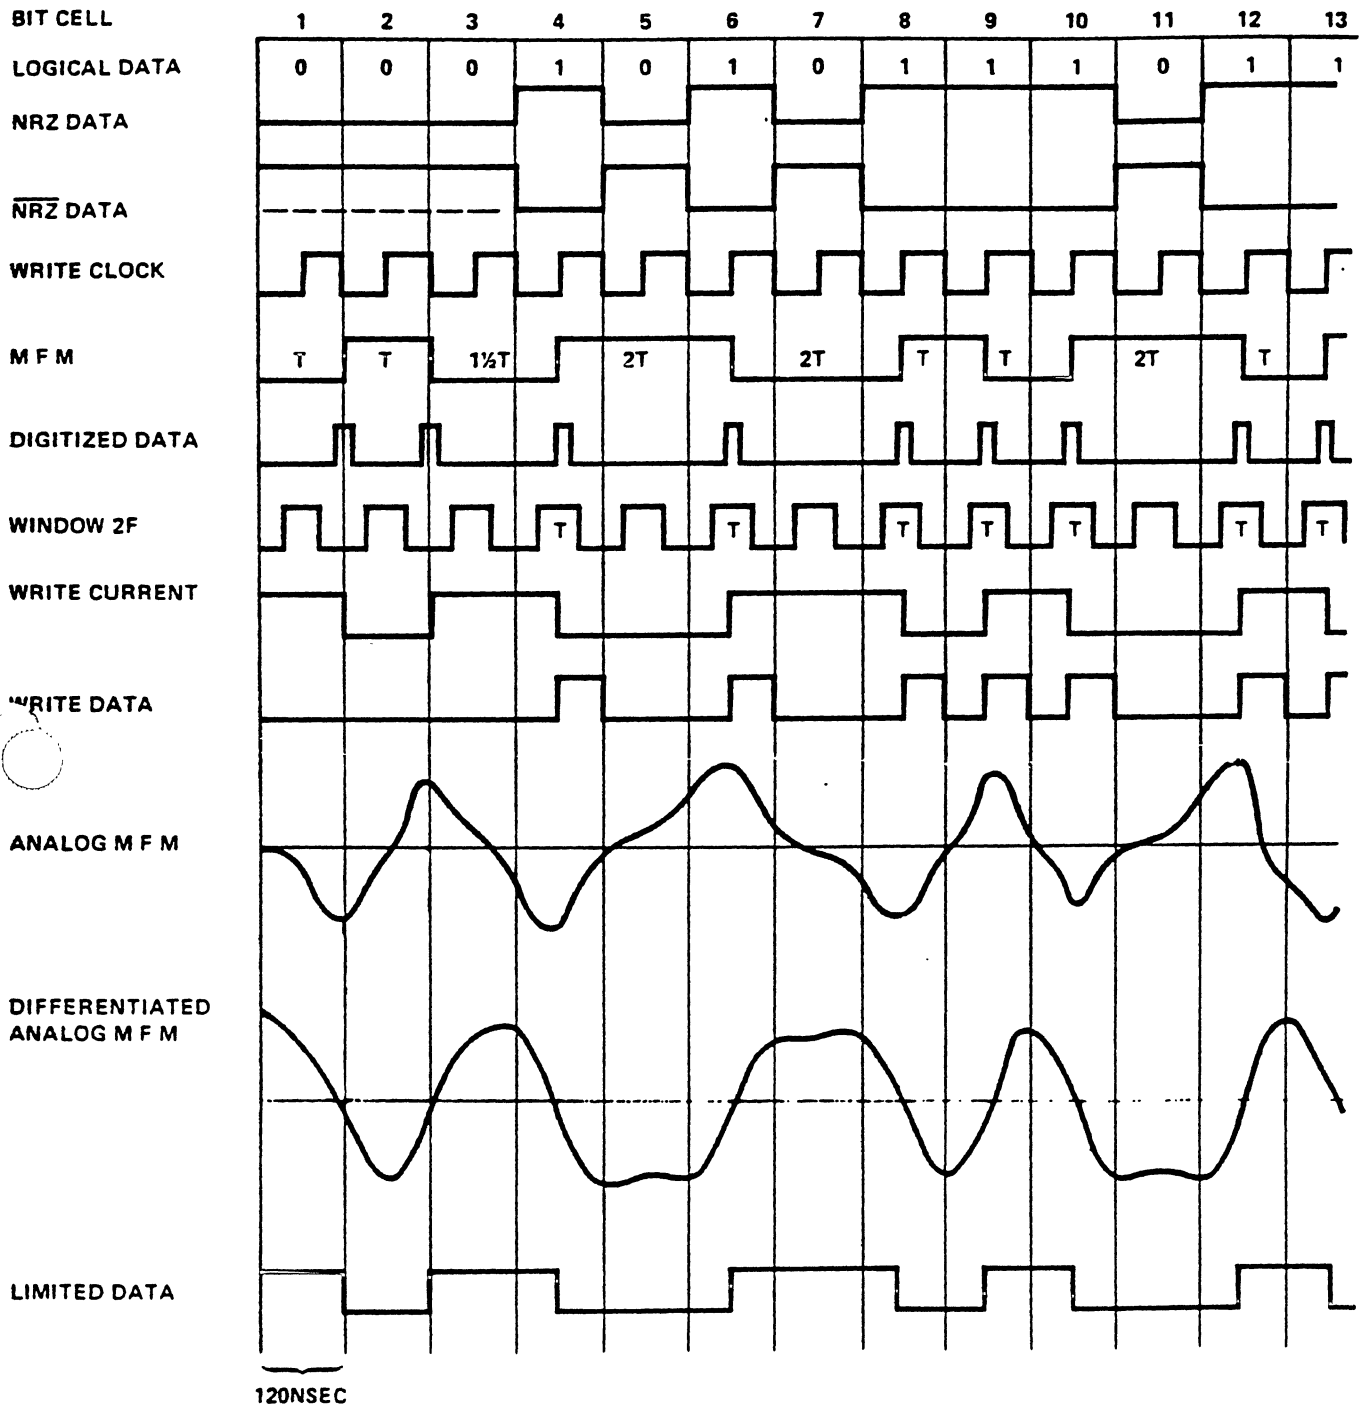 BIT CELL 1 2 3 4 5 6 7 8 9 10 11 12 13
LOGICAL DATA 0 0 0 1 0 1 0 1 1 1 0 1 1
NRZ DATA
N̅R̅Z̅ DATA
WRITE CLOCK
M F M T T 1½T 2T 2T T T 2T T
DIGITIZED DATA
WINDOW 2F T T T T T T T
WRITE CURRENT
WRITE DATA
ANALOG M F M
DIFFERENTIATED
ANALOG M F M
LIMITED DATA
120NSEC